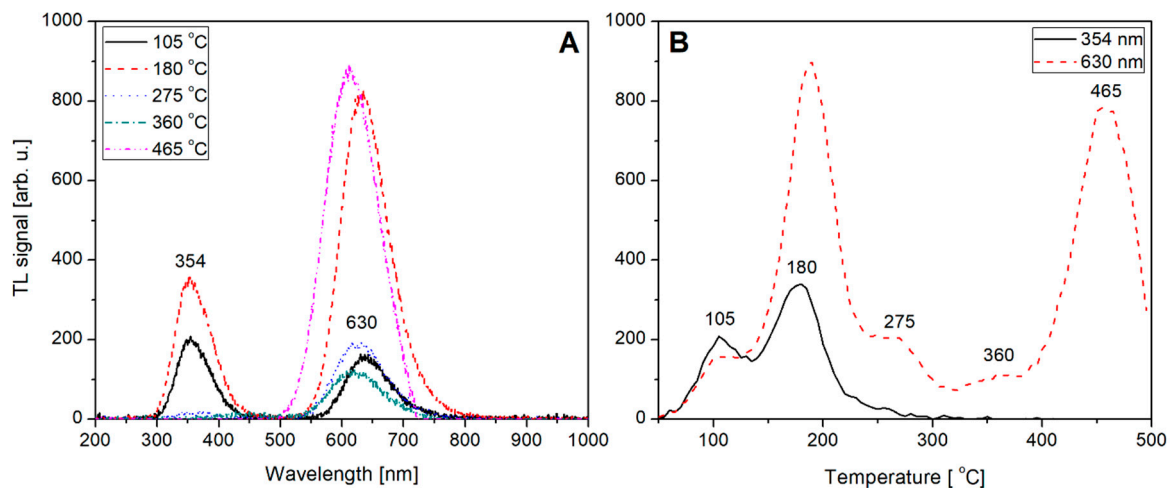 1000
800
600
400
200
0
TL signal [arb. u.]
105 °C
180 °C
275 °C
360 °C
465 °C
A
354
630
200 300 400 500 600 700 800 900 1000
Wavelength [nm]
1000
800
600
400
200
0
B
354 nm
630 nm
105
180
275
360
465
100 200 300 400 500
Temperature [ °C]